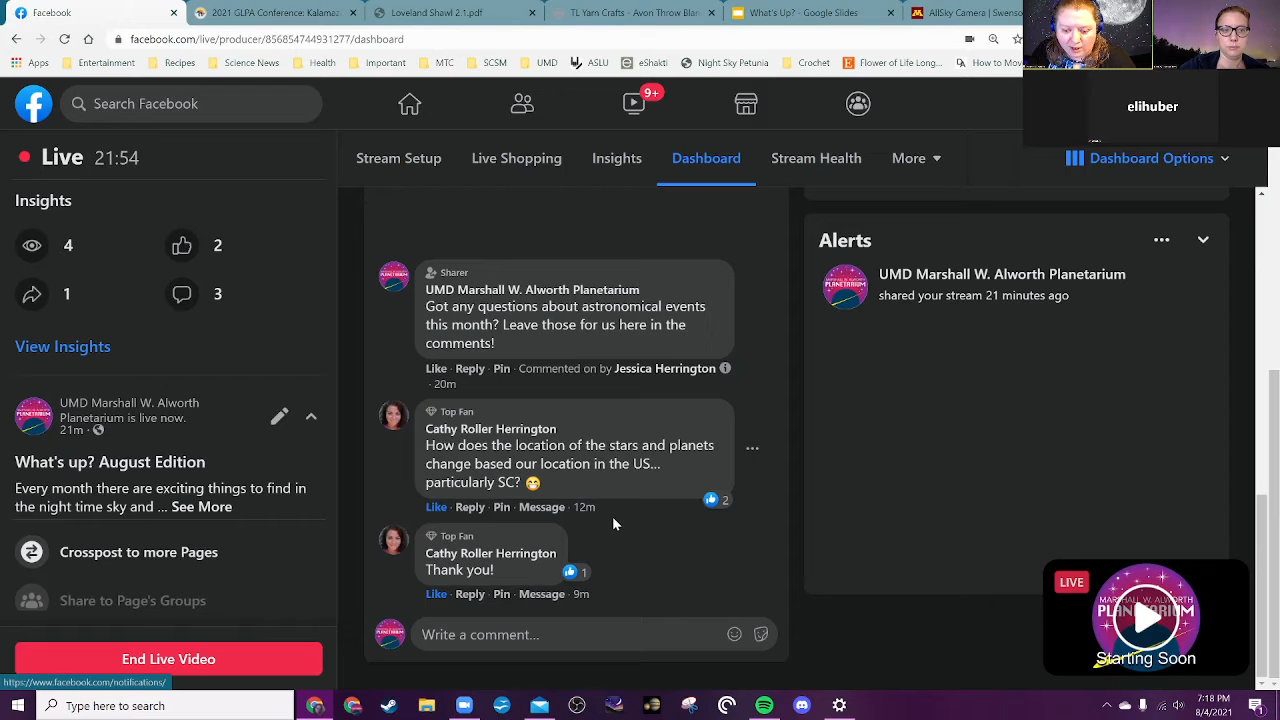 2021 GLPA Conference: Kalamaz
Loveland Shawl 2.1.pdf
TL Yarn Crafts - Avon Throw Blan
What's Up? - Google Slides
AllSky Camera | Swenso
facebook.com/live/producer/856854744931277/dashboard
Apps Entertainment Recipes Science News Health Important MTC SCSM UMD ASLU eShakti Night Sky Petunia Crochet Flower of Life Long... How to Mov
Search Facebook
9+
elihuber
Live 21:54
Stream Setup Live Shopping Insights Dashboard Stream Health More Dashboard Options
Insights
4 2
1 3
View Insights
UMD Marshall W. Alworth
Planetarium is live now.
21m
What's up? August Edition
Every month there are exciting things to find in
the night time sky and ... See More
Crosspost to more Pages
Share to Page's Groups
End Live Video
https://www.facebook.com/notifications/
Sharer
UMD Marshall W. Alworth Planetarium
Got any questions about astronomical events
this month? Leave those for us here in the
comments!
Like · Reply · Pin · Commented on by Jessica Herrington
· 20m
Top Fan
Cathy Roller Herrington
How does the location of the stars and planets
change based our location in the US...
particularly SC? 😁
2
Like · Reply · Pin · Message · 12m
Top Fan
Cathy Roller Herrington
Thank you!
1
Like · Reply · Pin · Message · 9m
Write a comment...
Alerts
UMD Marshall W. Alworth Planetarium
shared your stream 21 minutes ago
LIVE
MARSHALL W. ALWORTH
PLANETARIUM
Starting Soon
Type here to search
7:18 PM
8/4/2021